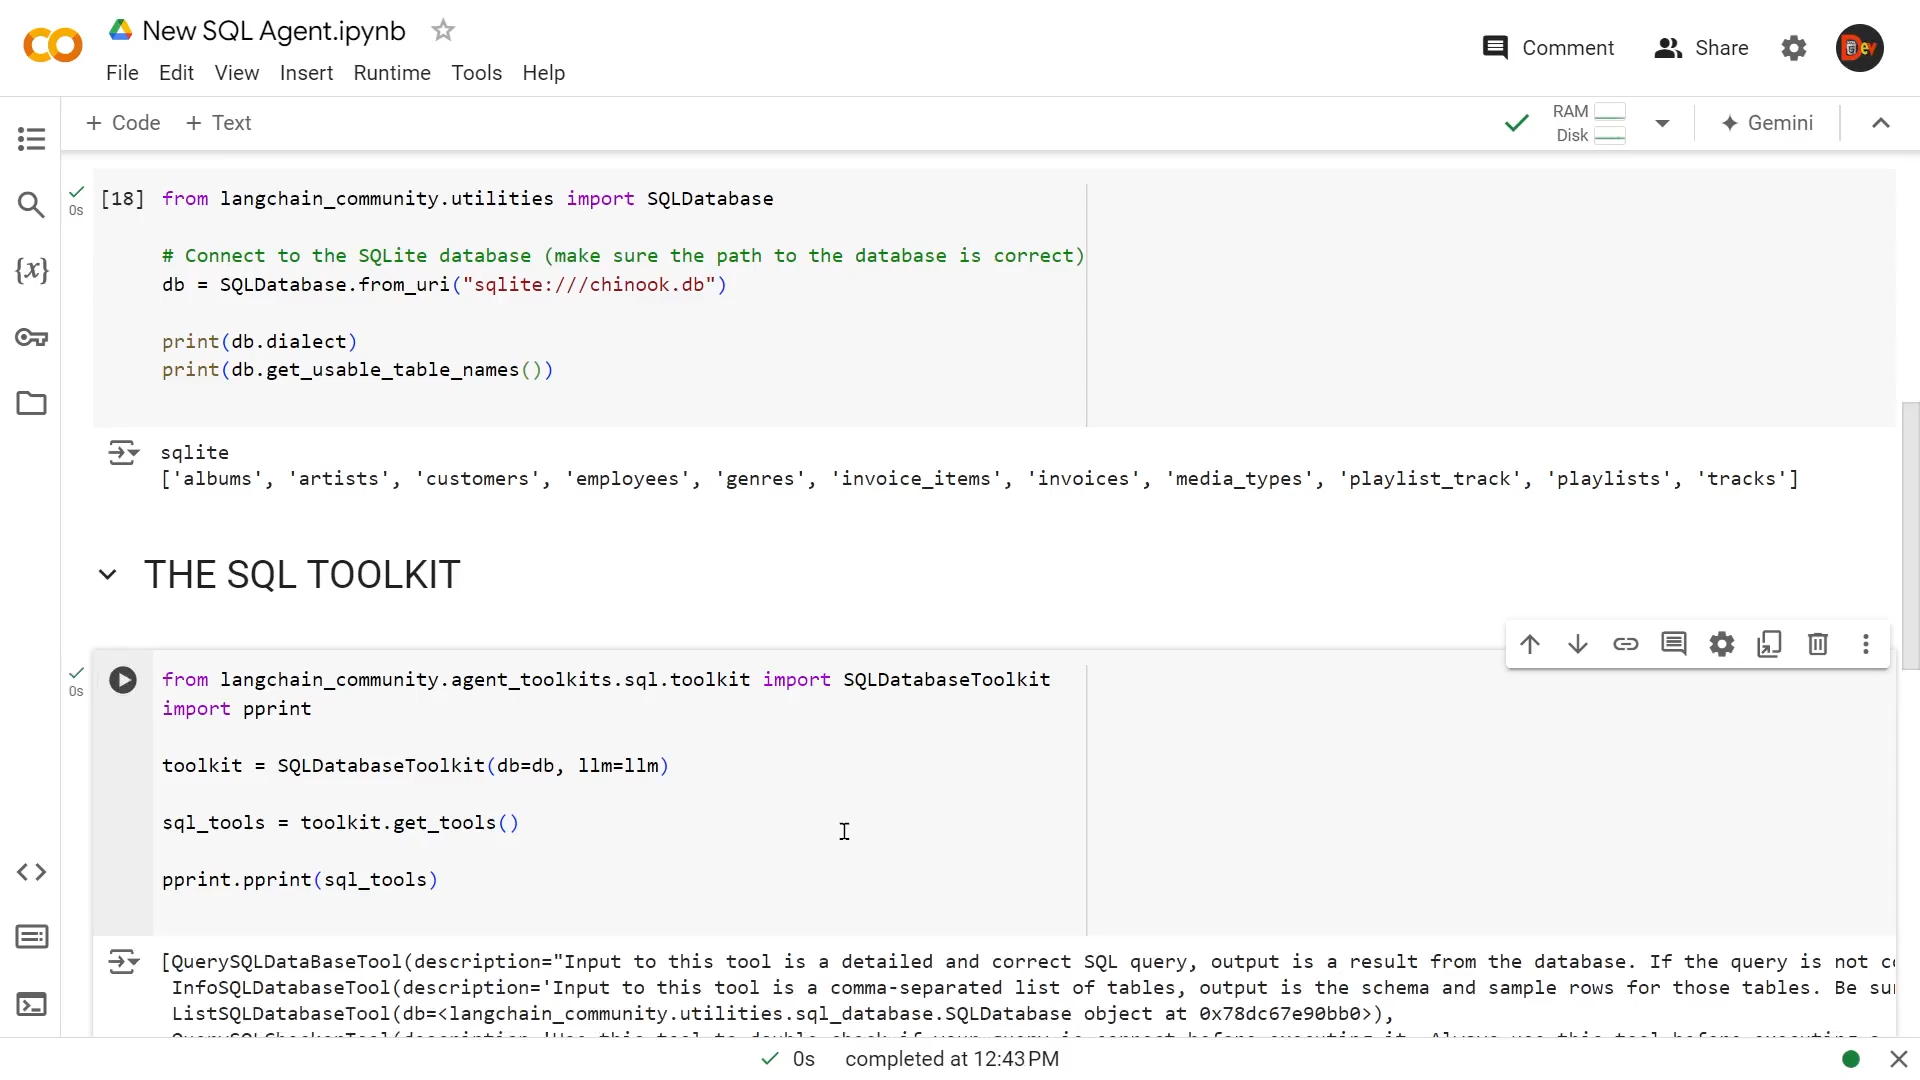 New SQL Agent.ipynb
File Edit View Insert Runtime Tools Help
Comment Share
Dev
+ Code + Text
RAM
Disk
Gemini
{x}
0s
[18] from langchain_community.utilities import SQLDatabase
# Connect to the SQLite database (make sure the path to the database is correct)
db = SQLDatabase.from_uri("sqlite:///chinook.db")
print(db.dialect)
print(db.get_usable_table_names())
sqlite
['albums', 'artists', 'customers', 'employees', 'genres', 'invoice_items', 'invoices', 'media_types', 'playlist_track', 'playlists', 'tracks']
THE SQL TOOLKIT
0s
from langchain_community.agent_toolkits.sql.toolkit import SQLDatabaseToolkit
import pprint
toolkit = SQLDatabaseToolkit(db=db, llm=llm)
sql_tools = toolkit.get_tools()
pprint.pprint(sql_tools)
[QuerySQLDataBaseTool(description="Input to this tool is a detailed and correct SQL query, output is a result from the database. If the query is not
InfoSQLDatabaseTool(description='Input to this tool is a comma-separated list of tables, output is the schema and sample rows for those tables. Be
ListSQLDatabaseTool(db=<langchain_community.utilities.sql_database.SQLDatabase object at 0x78dc67e90bb0>),
0s completed at 12:43 PM